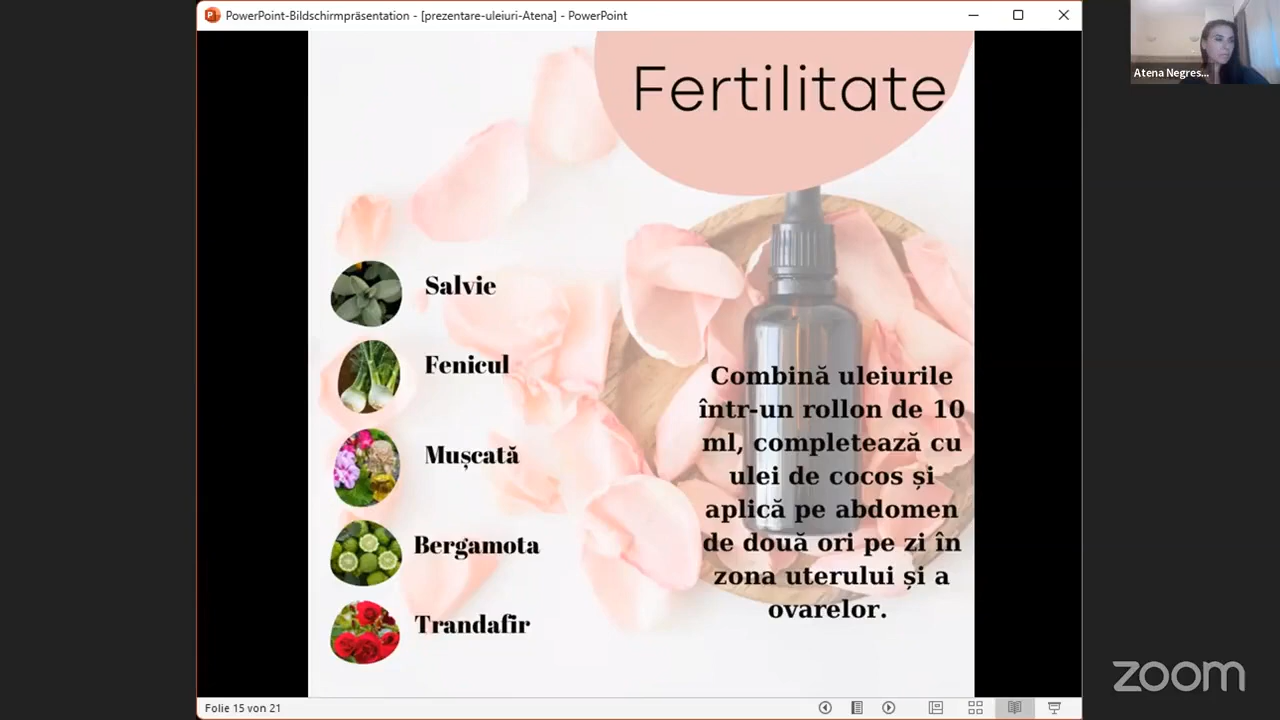 PowerPoint-Bildschirmpräsentation - [prezentare-uleiuri-Atena] - PowerPoint
Atena Negres...
Fertilitate
Salvie
Fenicul
Mușcată
Bergamota
Trandafir
Combină uleiurile
într-un rollon de 10
ml, completează cu
ulei de cocos și
aplică pe abdomen
de două ori pe zi în
zona uterului și a
ovarelor.
zoom
Folie 15 von 21